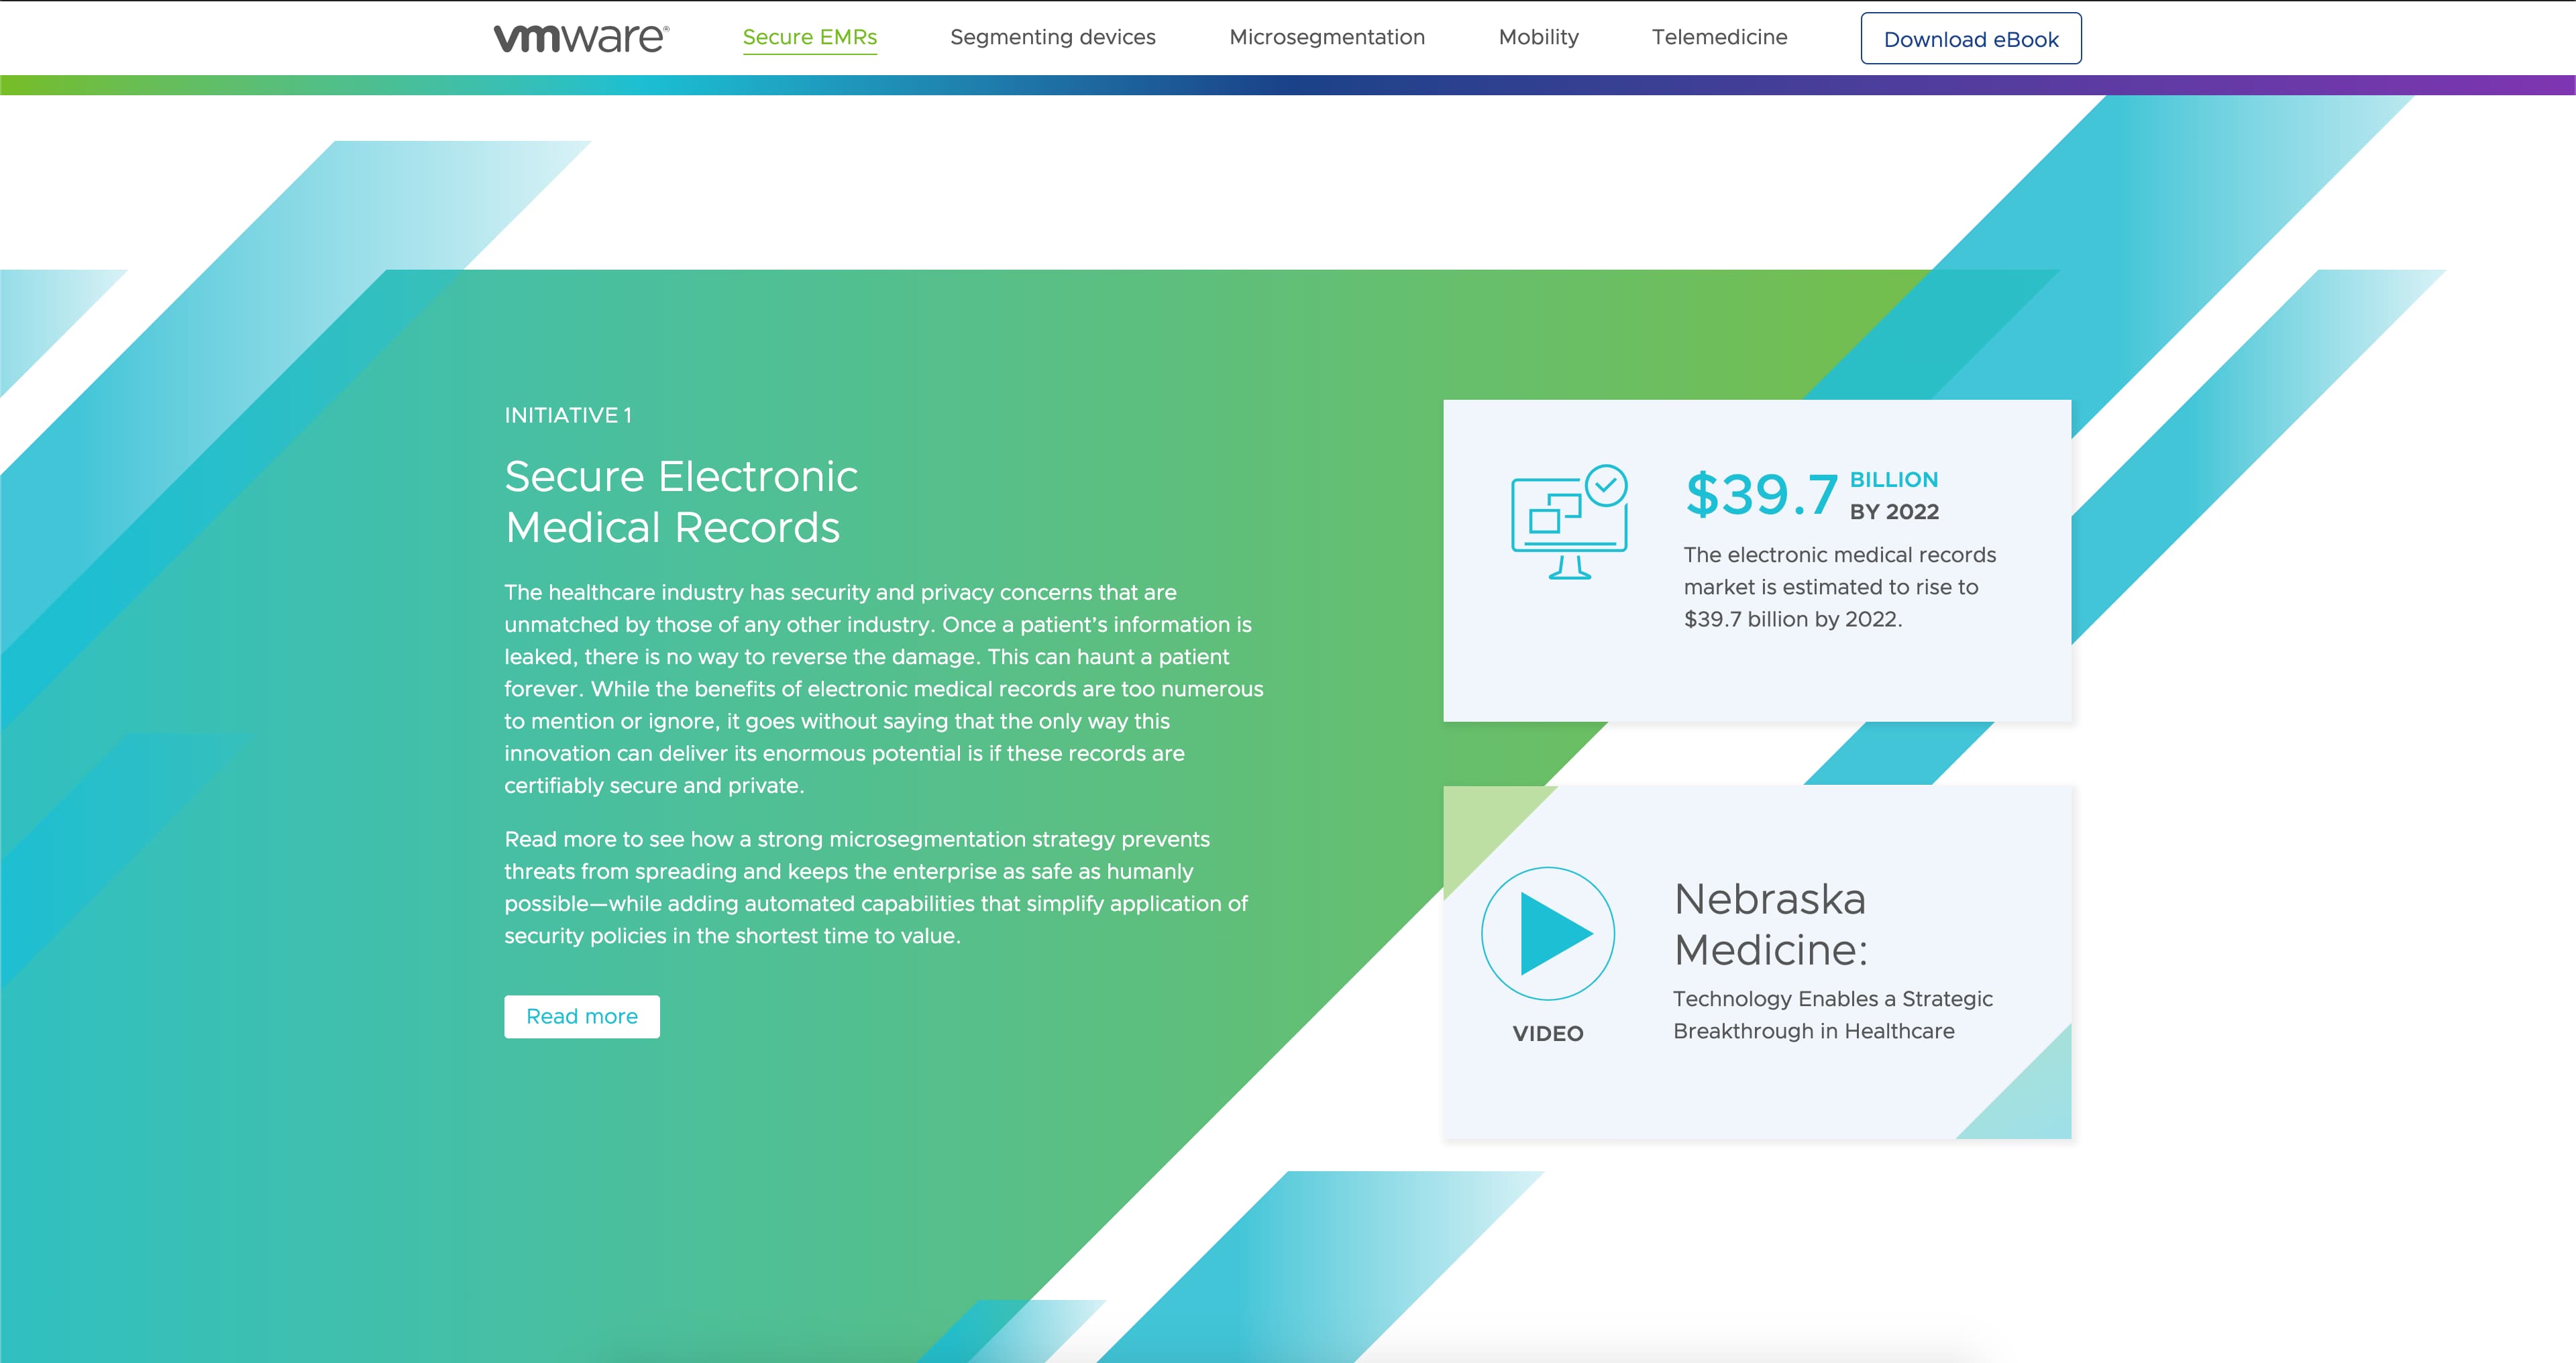 vmware®
Secure EMRs
Segmenting devices
Microsegmentation
Mobility
Telemedicine
Download eBook
INITIATIVE 1
Secure Electronic
Medical Records
The healthcare industry has security and privacy concerns that are
unmatched by those of any other industry. Once a patient’s information is
leaked, there is no way to reverse the damage. This can haunt a patient
forever. While the benefits of electronic medical records are too numerous
to mention or ignore, it goes without saying that the only way this
innovation can deliver its enormous potential is if these records are
certifiably secure and private.
Read more to see how a strong microsegmentation strategy prevents
threats from spreading and keeps the enterprise as safe as humanly
possible—while adding automated capabilities that simplify application of
security policies in the shortest time to value.
Read more
$39.7 BILLION
BY 2022
The electronic medical records
market is estimated to rise to
$39.7 billion by 2022.
VIDEO
Nebraska
Medicine:
Technology Enables a Strategic
Breakthrough in Healthcare